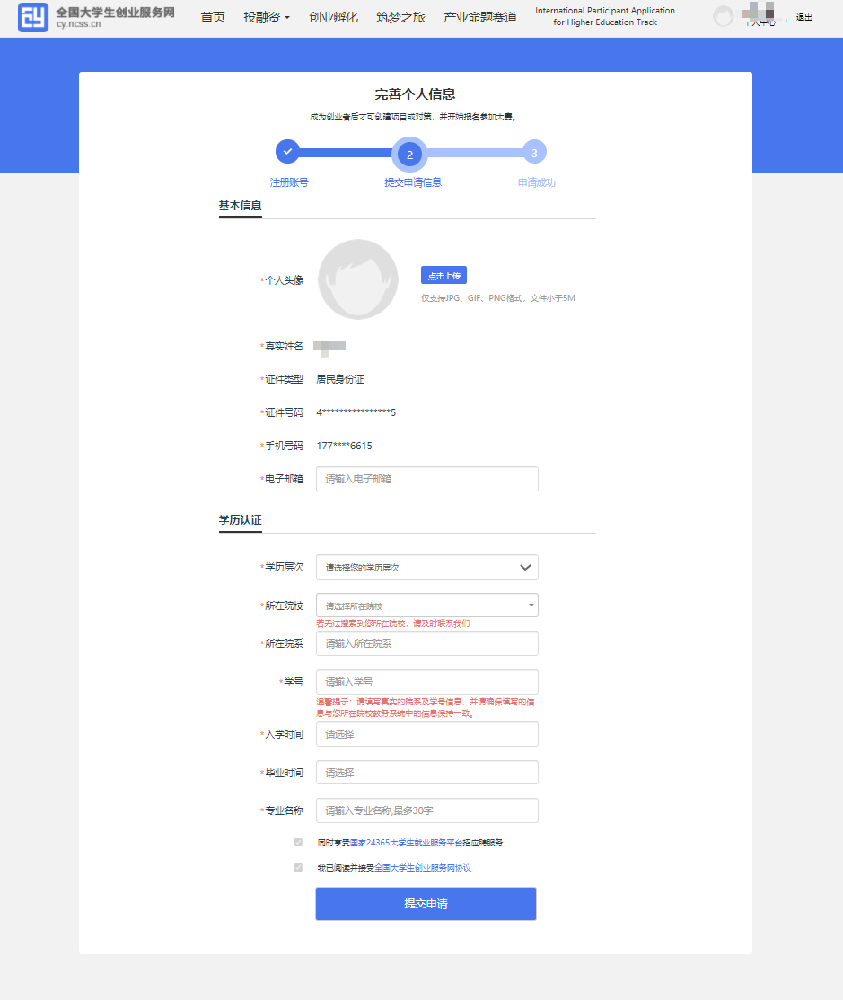 全国大学生创业服务网
cy.ncss.cn
首页 投融资 创业孵化 筑梦之旅 产业命题赛道 International Participant Application for Higher Education Track 个人中心 退出
完善个人信息
成为创业者后才可创建项目或对策，并开始报名参加大赛。
2 3
注册账号 提交申请信息 申请成功
基本信息
*个人头像 点击上传
仅支持JPG、GIF、PNG格式，文件小于5M
*真实姓名
*证件类型 居民身份证
*证件号码 4****************5
*手机号码 177****6615
*电子邮箱 请输入电子邮箱
学历认证
*学历层次 请选择您的学历层次
*所在院校 请选择所在院校
若无法搜索到您所在院校，请及时联系我们
*所在院系 请输入所在院系
*学号 请输入学号
温馨提示：请填写真实的院系及学号信息，并请确保填写的信
息与您所在院校教务系统中的信息保持一致。
*入学时间 请选择
*毕业时间 请选择
*专业名称 请输入专业名称,最多30字
同时享受国家24365大学生就业服务平台招应聘服务
我已阅读并接受全国大学生创业服务网协议
提交申请